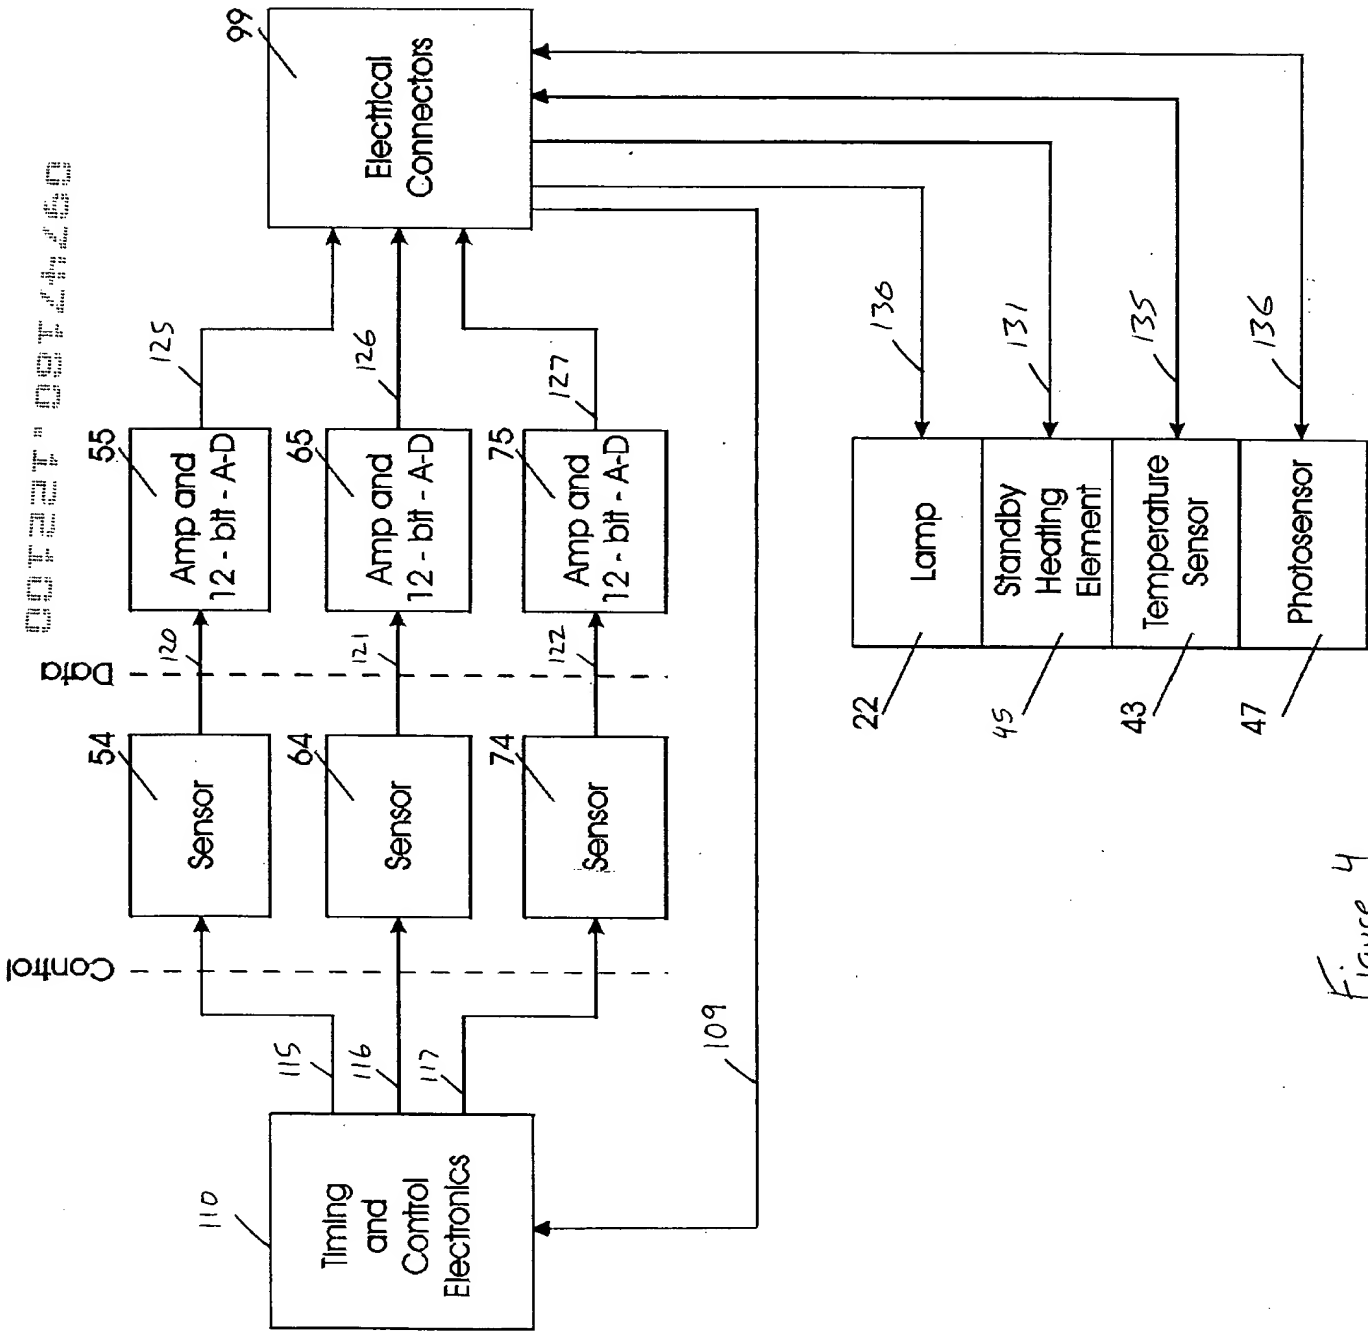 09747180.122100
Control
Data
110
Timing
and
Control
Electronics
115
116
117
109
54
Sensor
64
Sensor
74
Sensor
120
121
122
55
Amp and
12 - bit - A-D
65
Amp and
12 - bit - A-D
75
Amp and
12 - bit - A-D
125
126
127
99
Electrical
Connectors
130
131
135
136
22
Lamp
45
Standby
Heating
Element
43
Temperature
Sensor
47
Photosensor
Figure 4